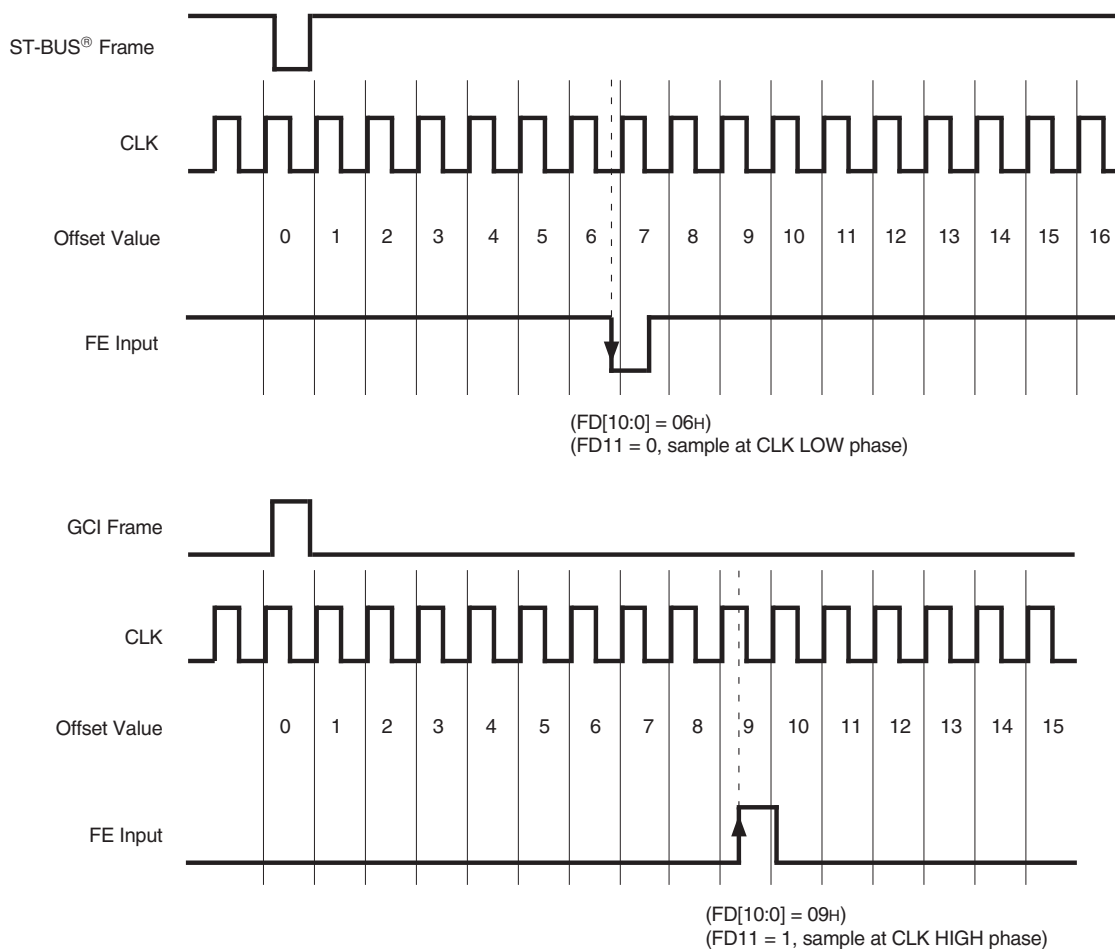 ST-BUS® Frame
CLK
Offset Value 0 1 2 3 4 5 6 7 8 9 10 11 12 13 14 15 16
FE Input
(FD[10:0] = 06H)
(FD11 = 0, sample at CLK LOW phase)
GCI Frame
CLK
Offset Value 0 1 2 3 4 5 6 7 8 9 10 11 12 13 14 15
FE Input
(FD[10:0] = 09H)
(FD11 = 1, sample at CLK HIGH phase)